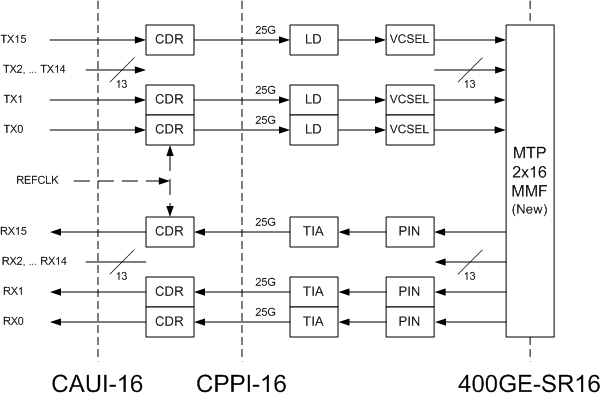 TX15 CDR 25G LD VCSEL
TX2, ... TX14 13 13
TX1 CDR 25G LD VCSEL
TX0 CDR 25G LD VCSEL
MTP
2x16
MMF
(New)
REFCLK
RX15 CDR 25G TIA PIN
RX2, ... RX14 13 13
RX1 CDR 25G TIA PIN
RX0 CDR 25G TIA PIN
CAUI-16 CPPI-16 400GE-SR16